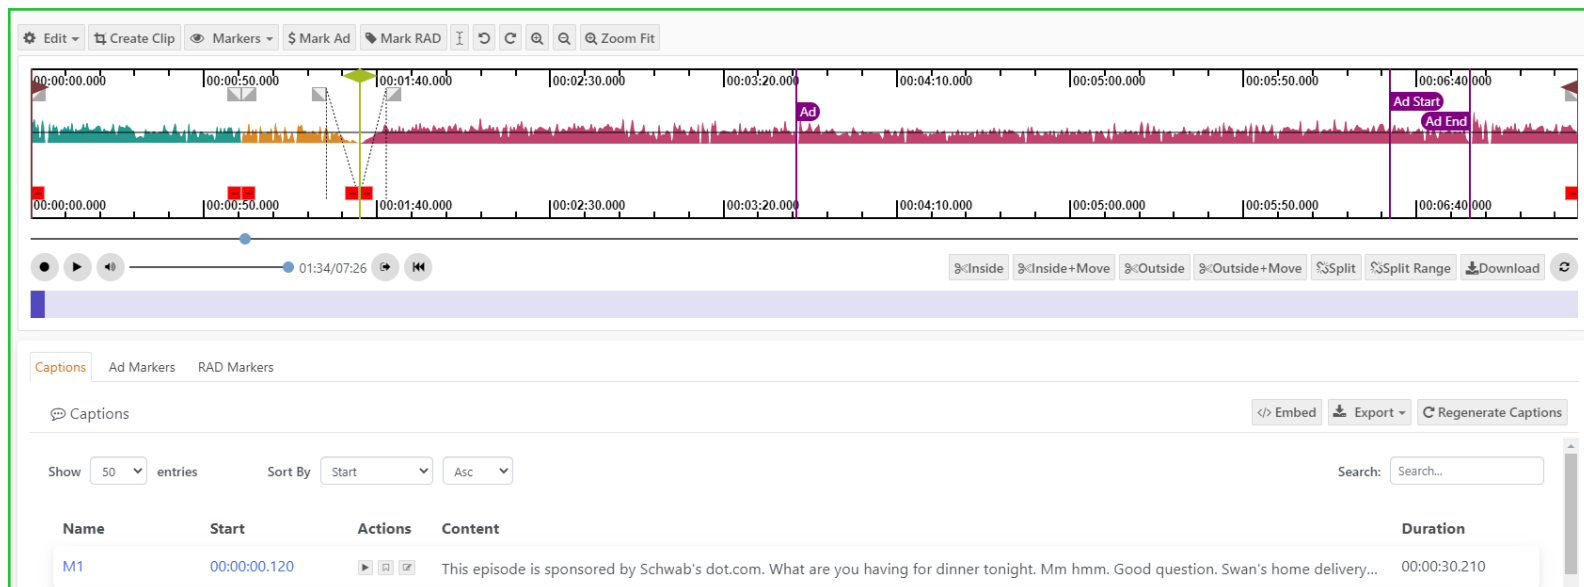 Edit Create Clip Markers $ Mark Ad Mark RAD Zoom Fit
00:00:00.000 00:00:50.000 00:01:40.000 00:02:30.000 00:03:20.000 00:04:10.000 00:05:00.000 00:05:50.000 00:06:40.000
Ad Start
Ad
Ad End
00:00:00.000 00:00:50.000 00:01:40.000 00:02:30.000 00:03:20.000 00:04:10.000 00:05:00.000 00:05:50.000 00:06:40.000
01:34/07:26 Inside Inside+Move Outside Outside+Move Split Split Range Download
Captions Ad Markers RAD Markers
Captions </> Embed Export Regenerate Captions
Show 50 entries Sort By Start Asc Search: Search...
Name Start Actions Content Duration
M1 00:00:00.120 This episode is sponsored by Schwab's dot.com. What are you having for dinner tonight. Mm hmm. Good question. Swan's home delivery... 00:00:30.210